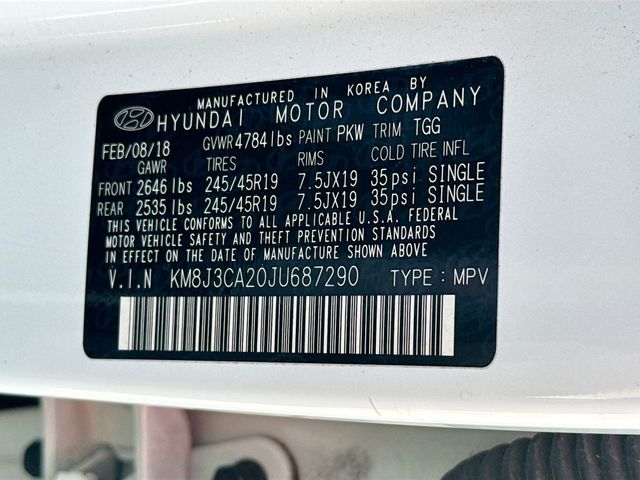 MANUFACTURED IN KOREA BY
HYUNDAI MOTOR COMPANY
FEB/08/18 GVWR 4784 lbs PAINT PKW TRIM TGG
GAWR TIRES RIMS COLD TIRE INFL
FRONT 2646 lbs 245/45R19 7.5JX19 35psi SINGLE
REAR 2535 lbs 245/45R19 7.5JX19 35psi SINGLE
THIS VEHICLE CONFORMS TO ALL APPLICABLE U.S.A. FEDERAL
MOTOR VEHICLE SAFETY AND THEFT PREVENTION STANDARDS
IN EFFECT ON THE DATE OF MANUFACTURE SHOWN ABOVE.
V.I.N KM8J3CA20JU687290 TYPE : MPV